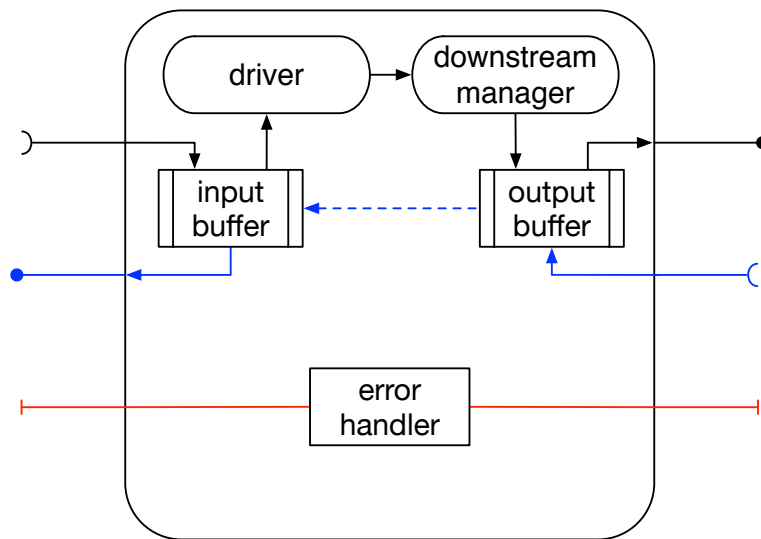 driver
downstream
manager
input
buffer
output
buffer
error
handler